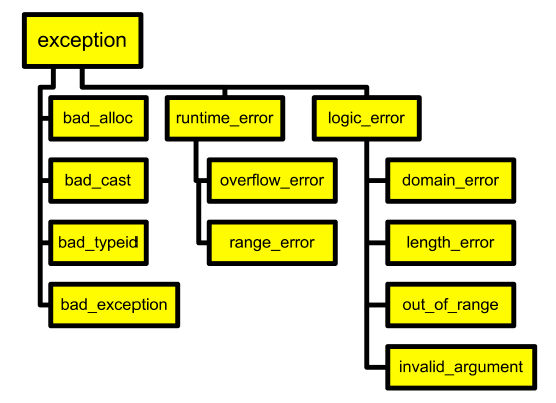 exception
bad_alloc
runtime_error
logic_error
bad_cast
overflow_error
domain_error
bad_typeid
range_error
length_error
bad_exception
out_of_range
invalid_argument